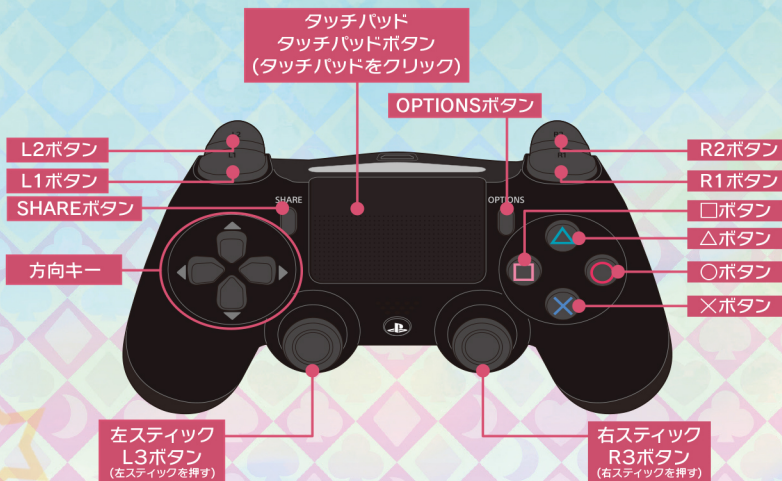 タッチパッド
タッチパッドボタン
(タッチパッドをクリック)
OPTIONSボタン
L2ボタン
L1ボタン
SHAREボタン
方向キー
L2
L1
SHARE
OPTIONS
R2
R1
R2ボタン
R1ボタン
□ボタン
△ボタン
○ボタン
×ボタン
左スティック
L3ボタン
(左スティックを押す)
右スティック
R3ボタン
(右スティックを押す)